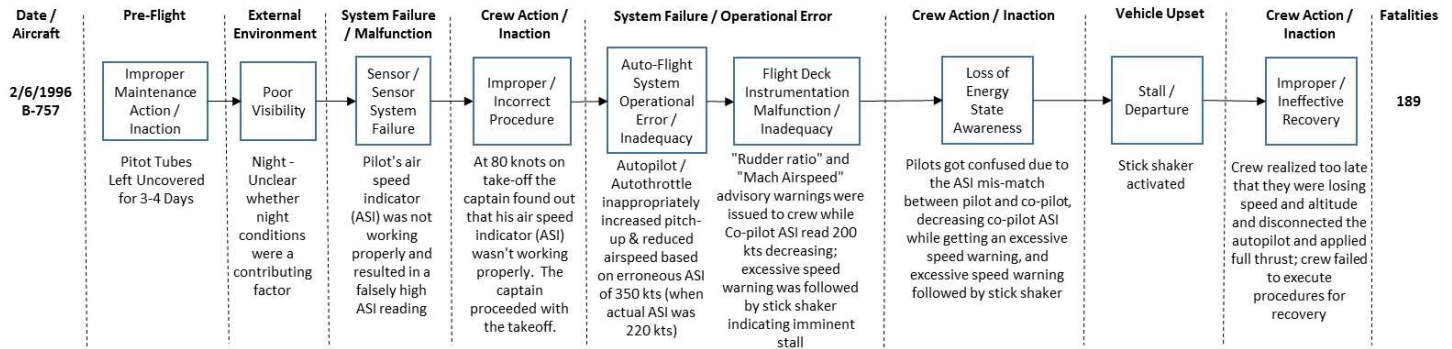 Date /
Aircraft
Pre-Flight
External
Environment
System Failure
/ Malfunction
Crew Action /
Inaction
System Failure / Operational Error
Crew Action / Inaction
Vehicle Upset
Crew Action /
Inaction
Fatalities
2/6/1996
B-757
Improper
Maintenance
Action /
Inaction
Poor
Visibility
Sensor /
Sensor
System
Failure
Improper /
Incorrect
Procedure
Auto-Flight
System
Operational
Error /
Inadequacy
Flight Deck
Instrumentation
Malfunction /
Inadequacy
Loss of
Energy
State
Awareness
Stall /
Departure
Improper /
Ineffective
Recovery
189
Pitot Tubes
Left Uncovered
for 3-4 Days
Night -
Unclear
whether
night
conditions
were a
contributing
factor
Pilot's air
speed
indicator
(ASI) was not
working
properly and
resulted in a
falsely high
ASI reading
At 80 knots on
take-off the
captain found out
that his air speed
indicator (ASI)
wasn't working
properly. The
captain
proceeded with
the takeoff.
Autopilot /
Autothrottle
inappropriately
increased pitch-
up & reduced
airspeed based
on erroneous ASI
of 350 kts (when
actual ASI was
220 kts)
"Rudder ratio" and
"Mach Airspeed"
advisory warnings
were issued to crew while
Co-pilot ASI read 200
kts decreasing;
excessive speed
warning was followed
by stick shaker
indicating imminent
stall
Pilots got confused due to
the ASI mis-match
between pilot and co-pilot,
decreasing co-pilot ASI
while getting an excessive
speed warning, and
excessive speed warning
followed by stick shaker
Stick shaker
activated
Crew realized too late
that they were losing
speed and altitude
and disconnected the
autopilot and applied
full thrust; crew failed
to execute
procedures for
recovery